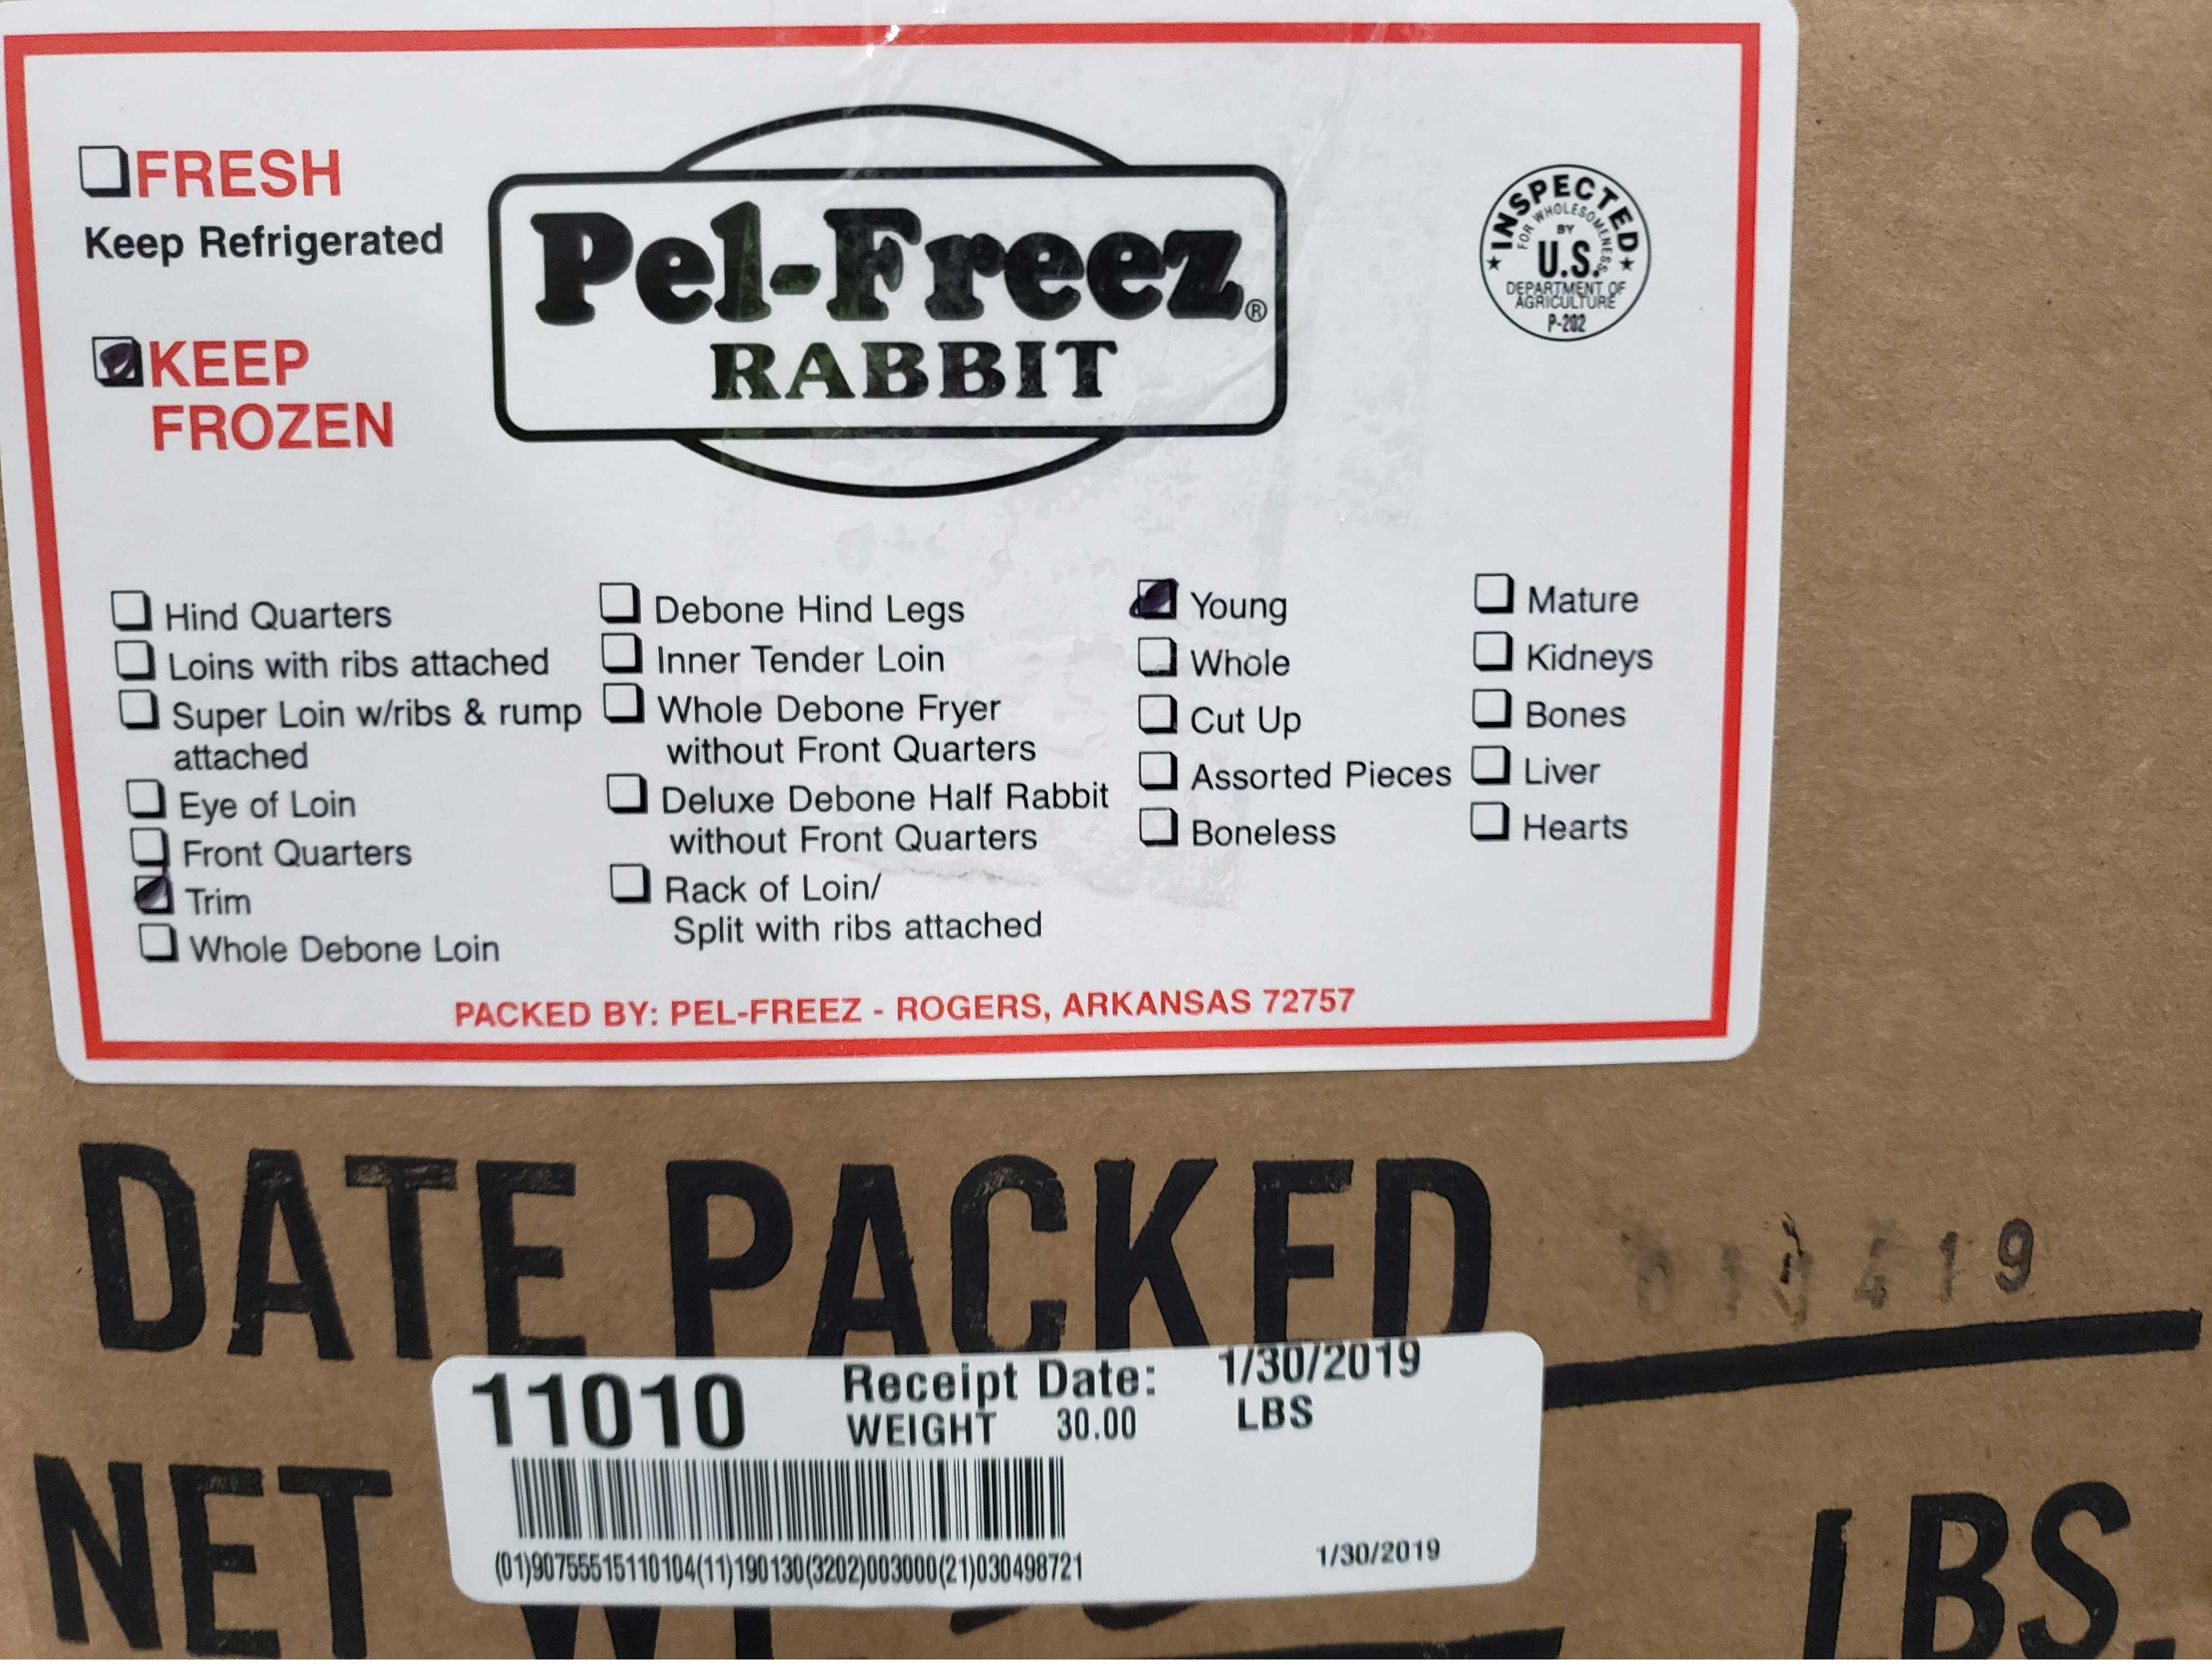 FRESH
Keep Refrigerated
KEEP
FROZEN
Pel-Freez®
RABBIT
INSPECTED
FOR WHOLESOMENESS
BY
U.S.
DEPARTMENT OF
AGRICULTURE
P-202
Hind Quarters
Loins with ribs attached
Super Loin w/ribs & rump
attached
Eye of Loin
Front Quarters
Trim
Whole Debone Loin
Debone Hind Legs
Inner Tender Loin
Whole Debone Fryer
without Front Quarters
Deluxe Debone Half Rabbit
without Front Quarters
Rack of Loin/
Split with ribs attached
Young
Whole
Cut Up
Assorted Pieces
Boneless
Mature
Kidneys
Bones
Liver
Hearts
PACKED BY: PEL-FREEZ - ROGERS, ARKANSAS 72757
DATE PACKED
11010
Receipt Date: 1/30/2019
WEIGHT 30.00 LBS
(01)90755515110104(11)190130(3202)003000(21)030498721
1/30/2019
NET WT LBS.